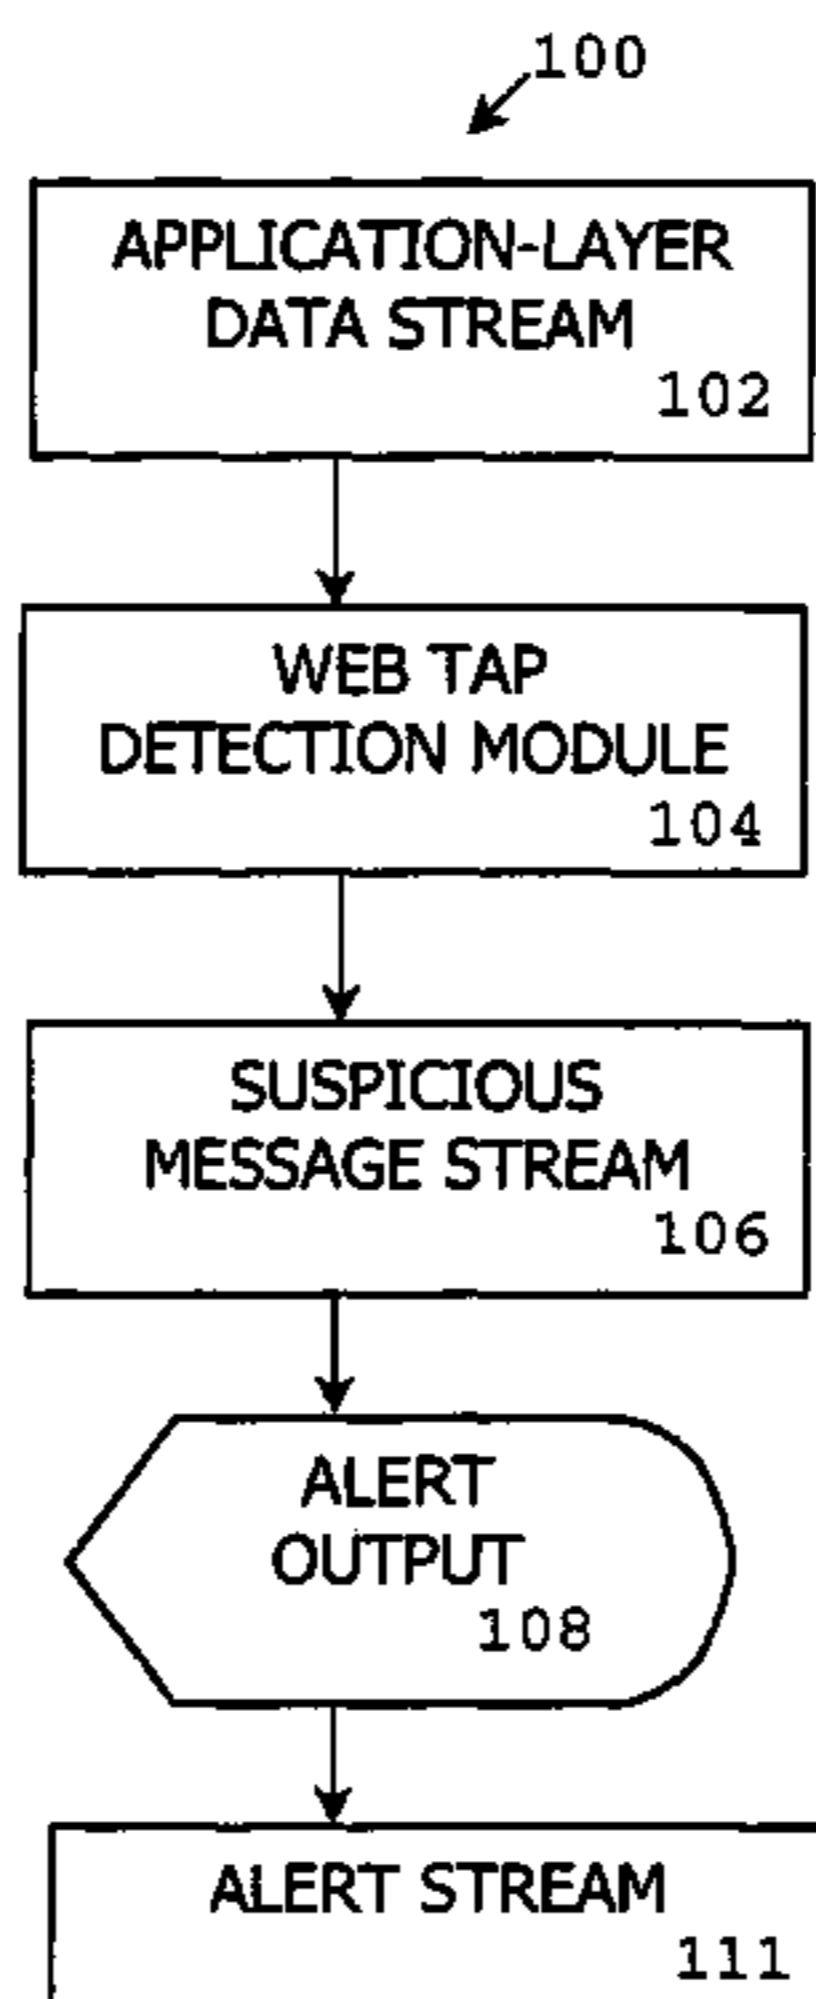 100
APPLICATION-LAYER
DATA STREAM
102
WEB TAP
DETECTION MODULE
104
SUSPICIOUS
MESSAGE STREAM
106
ALERT
OUTPUT
108
ALERT STREAM
111